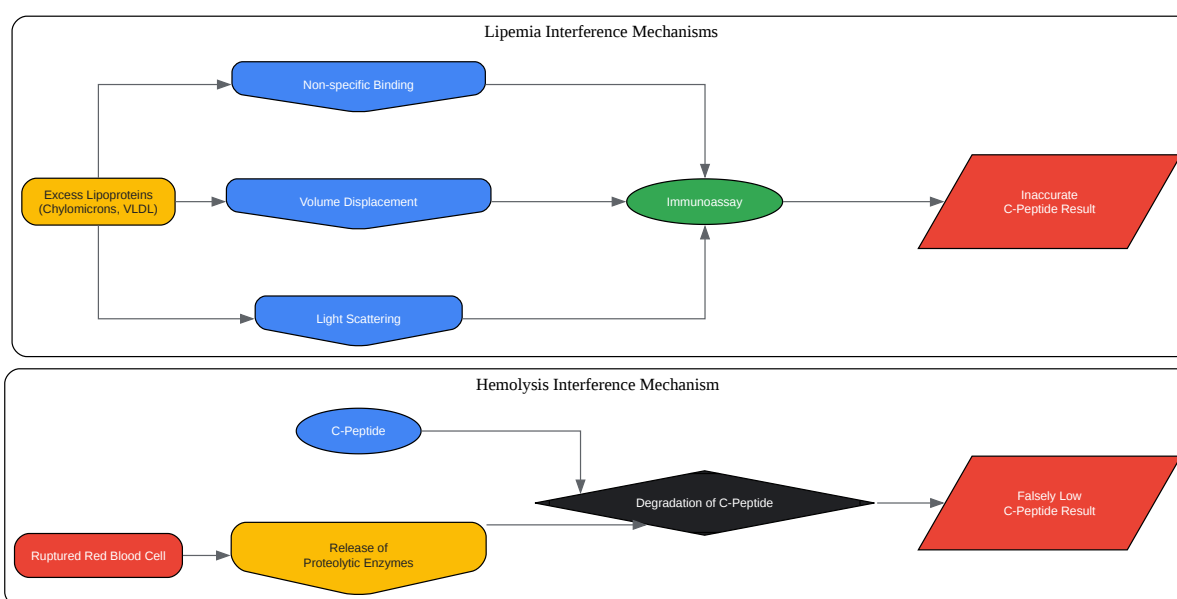 Lipemia Interference Mechanisms
Non-specific Binding
Excess Lipoproteins
(Chylomicrons, VLDL)
Volume Displacement
Immunoassay
Inaccurate
C-Peptide Result
Light Scattering
Hemolysis Interference Mechanism
C-Peptide
Degradation of C-Peptide
Falsely Low
C-Peptide Result
Ruptured Red Blood Cell
Release of
Proteolytic Enzymes